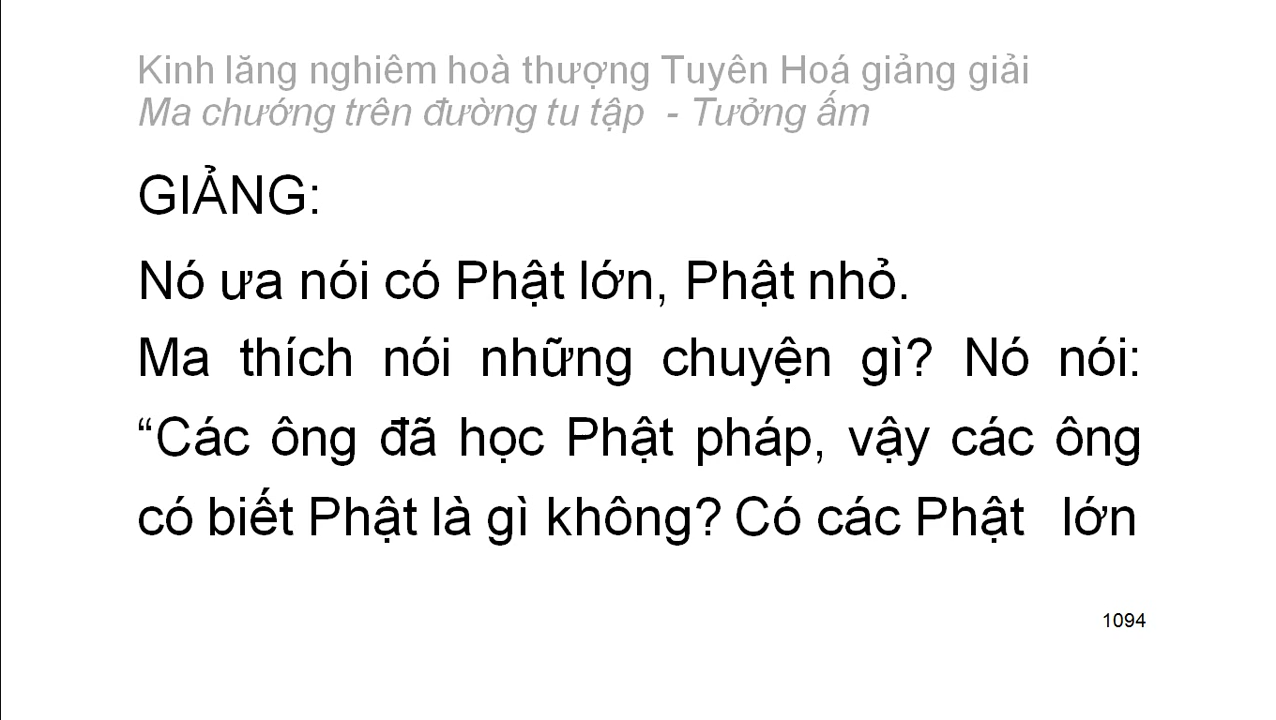 Kinh lăng nghiêm hoà thượng Tuyên Hoá giảng giải
Ma chướng trên đường tu tập - Tưởng ấm
GIẢNG:
Nó ưa nói có Phật lớn, Phật nhỏ.
Ma thích nói những chuyện gì? Nó nói:
“Các ông đã học Phật pháp, vậy các ông
có biết Phật là gì không? Có các Phật lớn
1094